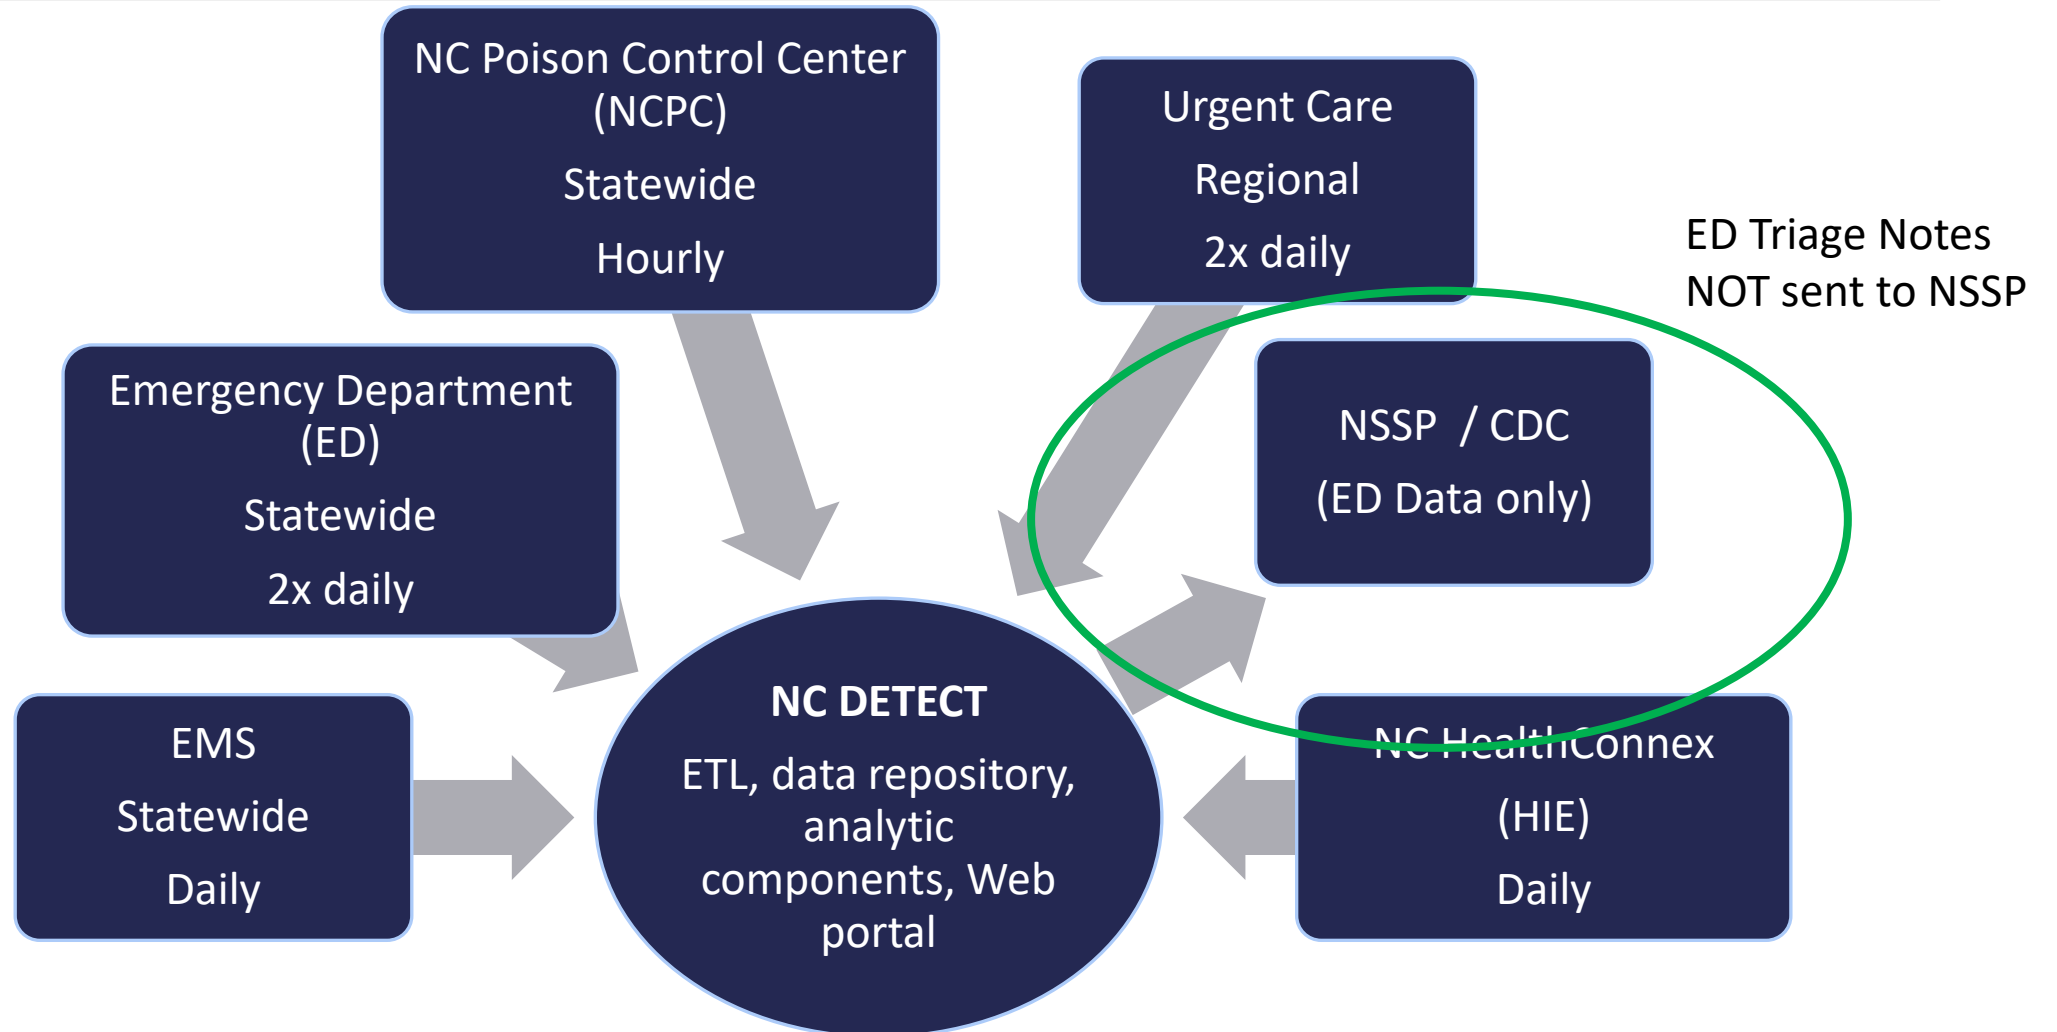 NC Poison Control Center
(NCPC)
Statewide
Hourly
Urgent Care
Regional
2x daily
ED Triage Notes
NOT sent to NSSP
Emergency Department
(ED)
Statewide
2x daily
NSSP / CDC
(ED Data only)
EMS
Statewide
Daily
NC DETECT
ETL, data repository,
analytic
components, Web
portal
NC HealthConnex
(HIE)
Daily